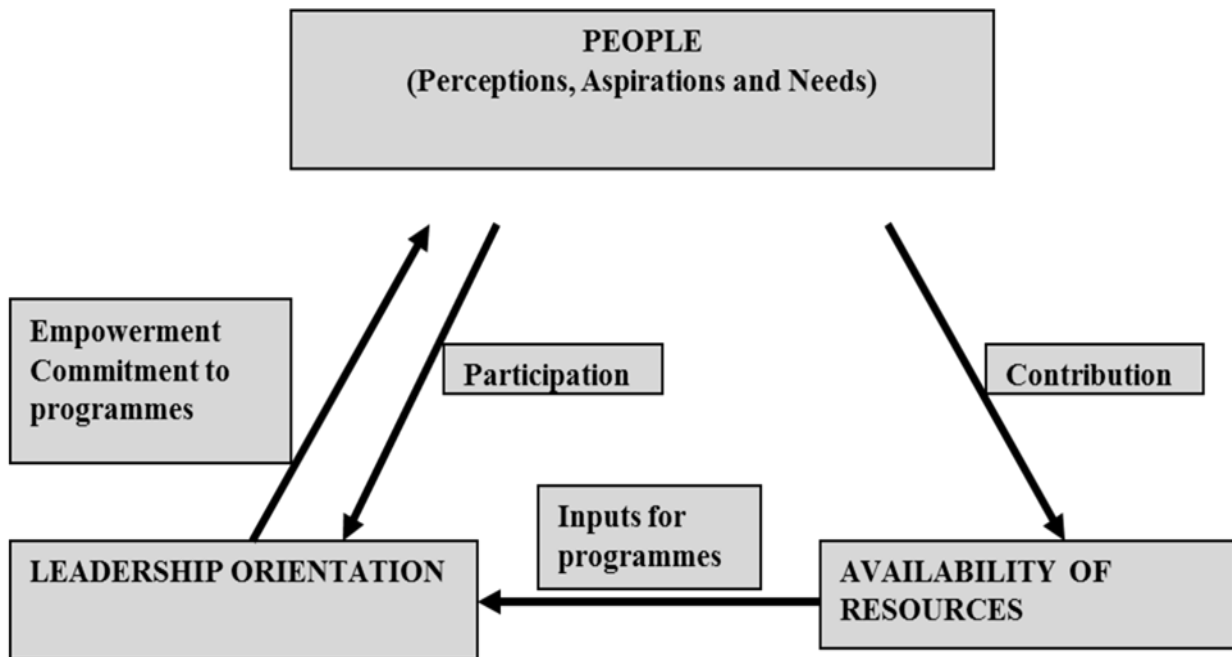 PEOPLE
(Perceptions, Aspirations and Needs)
Empowerment
Commitment to
programmes
Participation
Contribution
Inputs for
programmes
LEADERSHIP ORIENTATION
AVAILABILITY OF
RESOURCES